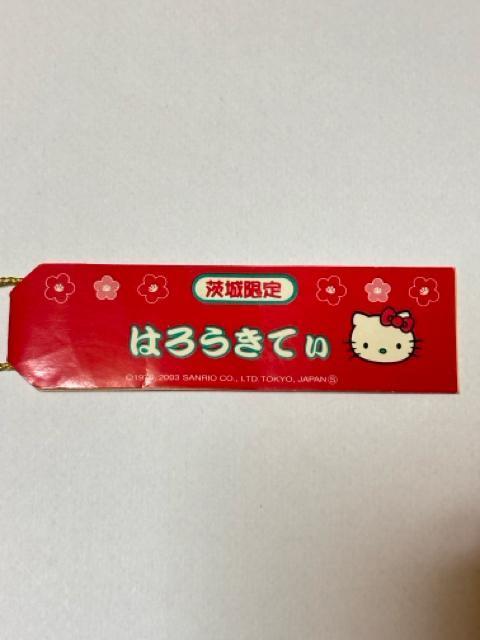 茨城限定
はろうきてぃ
©1976, 2003 SANRIO CO., LTD. TOKYO, JAPAN Ⓢ